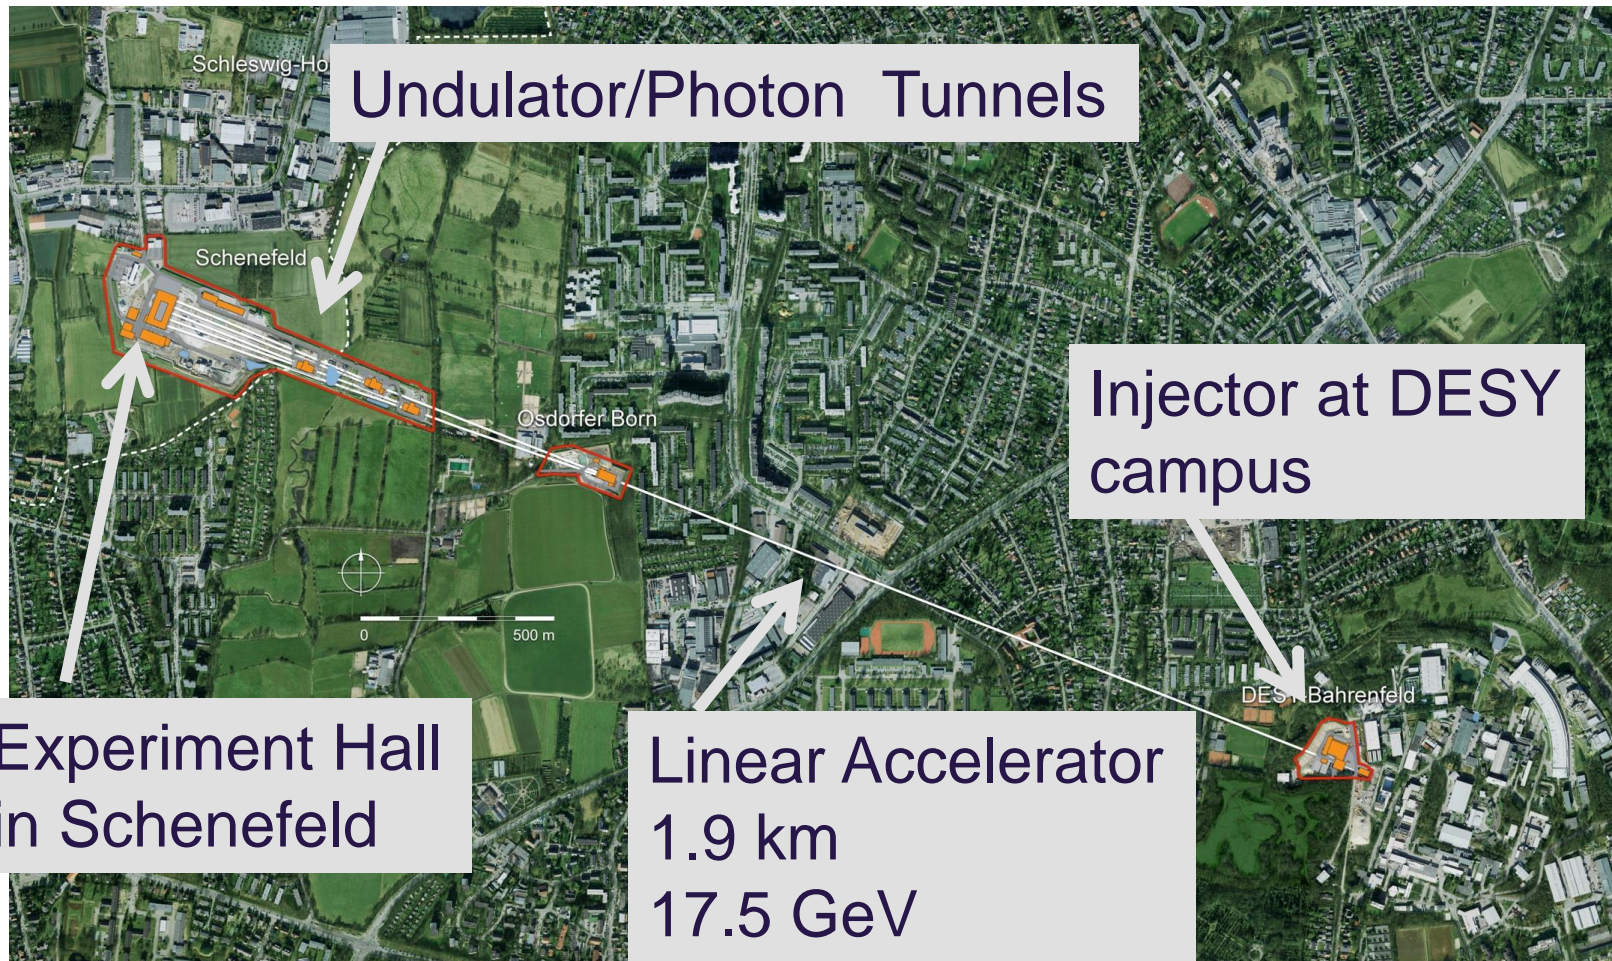 Schleswig-Ho
Undulator/Photon Tunnels
Schenefeld
Injector at DESY
campus
Osdorfer Born
0 500 m
DESY-Bahrenfeld
Experiment Hall
in Schenefeld
Linear Accelerator
1.9 km
17.5 GeV